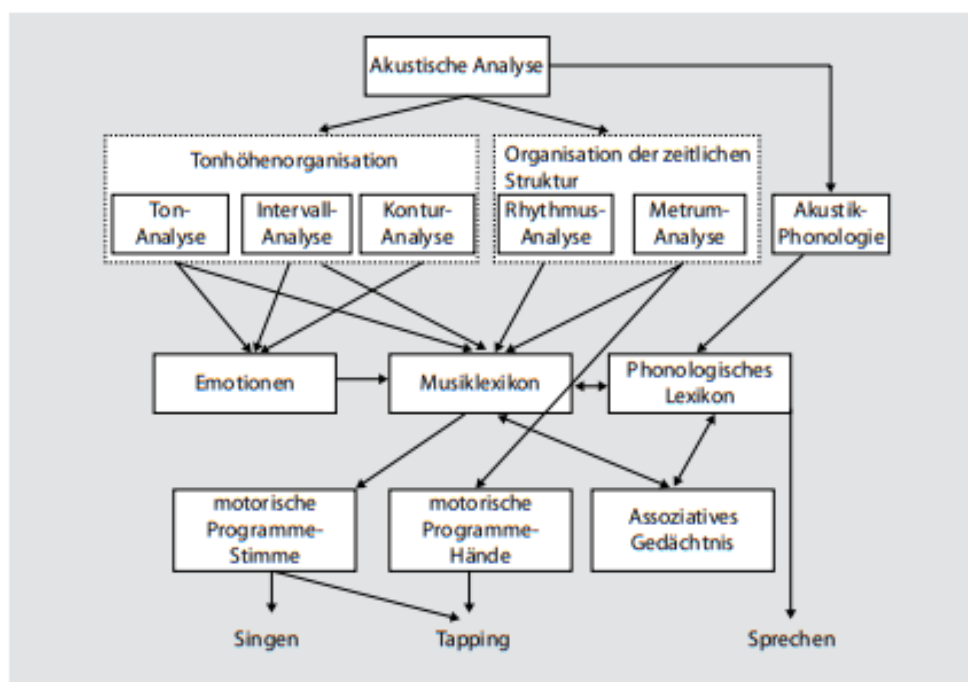 Akustische Analyse
Tonhöhenorganisation
Organisation der zeitlichen
Struktur
Ton-
Analyse
Intervall-
Analyse
Kontur-
Analyse
Rhythmus-
Analyse
Metrum-
Analyse
Akustik-
Phonologie
Emotionen
Musiklexikon
Phonologisches
Lexikon
motorische
Programme-
Stimme
motorische
Programme-
Hände
Assoziatives
Gedächtnis
Singen
Tapping
Sprechen